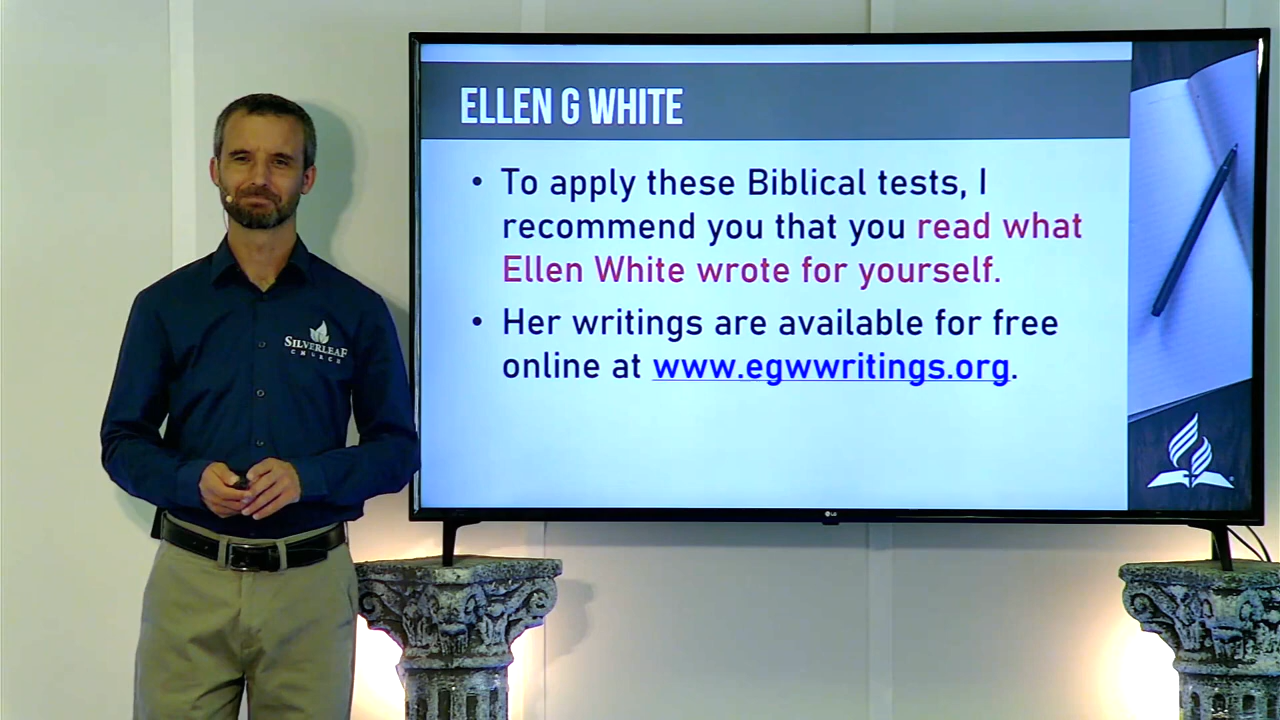 ELLEN G WHITE
• To apply these Biblical tests, I
recommend you that you read what
Ellen White wrote for yourself.
• Her writings are available for free
online at www.egwwritings.org.
SILVERLEAF
CHURCH
LG